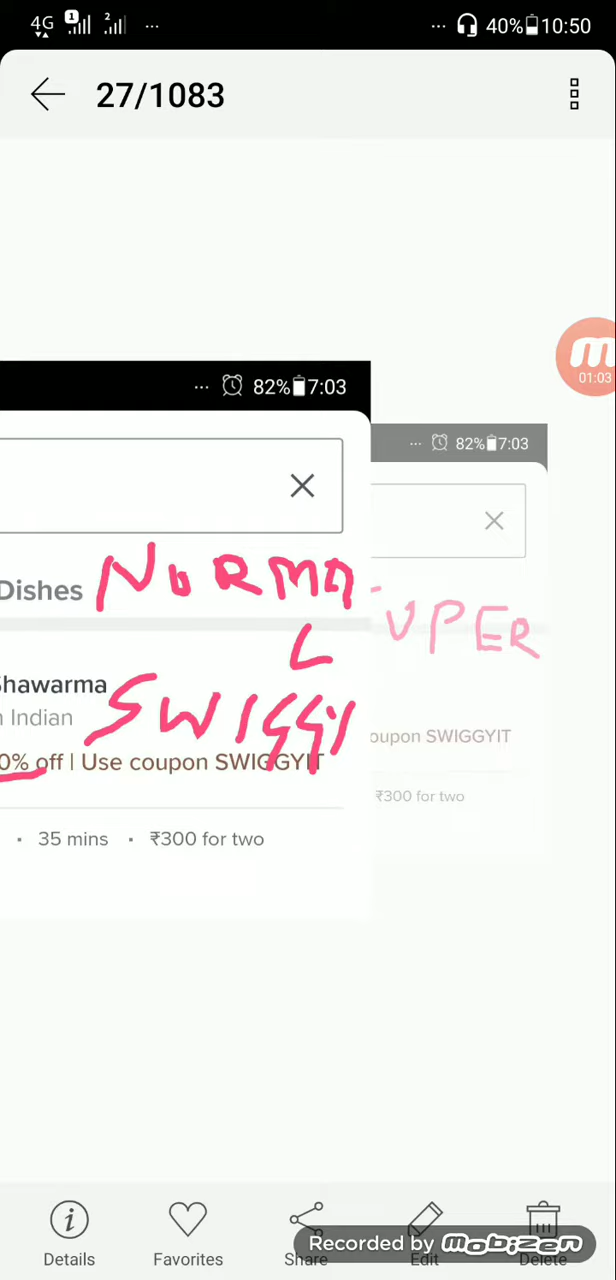 4G 1 2 ... ... 40% 10:50
27/1083
01:03
... 82% 7:03
... 82% 7:03
Dishes NORMA
L
UPER
Shawarma
SWIGGY
n Indian
0% off | Use coupon SWIGGYIT
oupon SWIGGYIT
₹300 for two
· 35 mins · ₹300 for two
Details Favorites Share Edit Delete
Recorded by mobizen